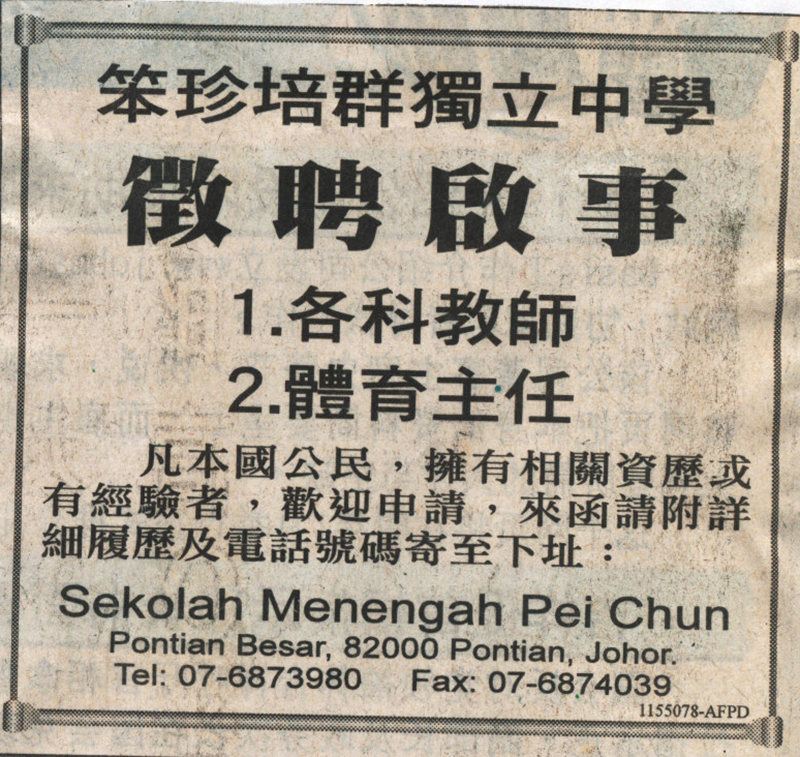 笨珍培群獨立中學
徵聘啟事
1.各科教師
2.體育主任
凡本國公民，擁有相關資歷或
有經驗者，歡迎申請，來函請附詳
細履歷及電話號碼寄至下址：
Sekolah Menengah Pei Chun
Pontian Besar, 82000 Pontian, Johor.
Tel: 07-6873980 Fax: 07-6874039
1155078-AFPD